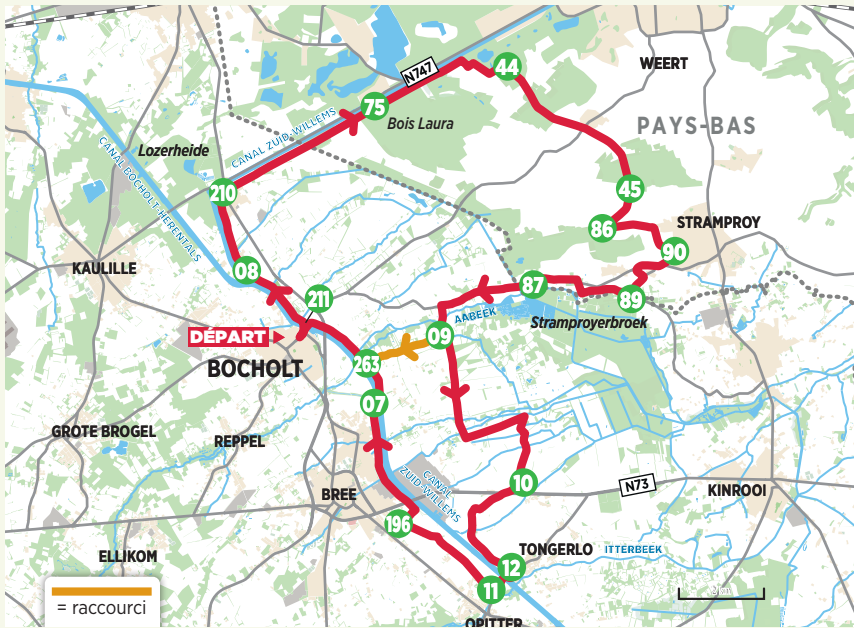 44
WEERT
N747
75
Bois Laura
PAYS-BAS
CANAL ZUID-WILLEMS
Lozerheide
CANAL BOCHOLT-HERENTALS
210
45
86
STRAMPROY
90
KAULILLE
08
87
89
211
AABEEK
Stramproyerbroek
DÉPART
09
BOCHOLT
263
07
GROTE BROGEL
REPPEL
CANAL
ZUID-WILLEMS
10
N73
KINROOI
BREE
196
TONGERLO
ITTERBEEK
ELLIKOM
12
11
= raccourci
OPITTER